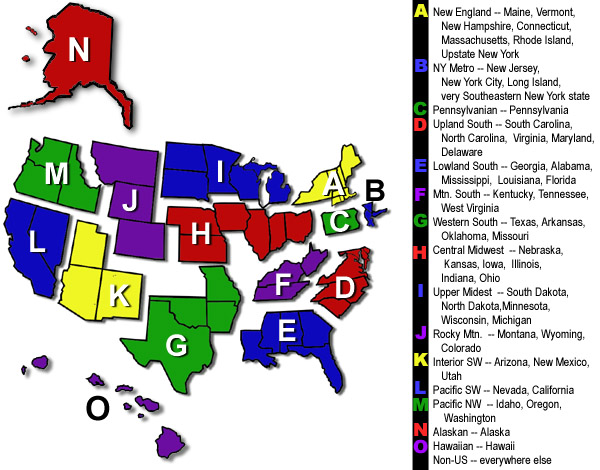 N
M
J
I
A
B
L
H
C
K
F
D
G
E
O
A New England -- Maine, Vermont,
New Hampshire, Connecticut,
Massachusetts, Rhode Island,
Upstate New York
B NY Metro -- New Jersey,
New York City, Long Island,
very Southeastern New York state
C Pennsylvanian -- Pennsylvania
D Upland South -- South Carolina,
North Carolina, Virginia, Maryland,
Delaware
E Lowland South -- Georgia, Alabama,
Mississippi, Louisiana, Florida
F Mtn. South -- Kentucky, Tennessee,
West Virginia
G Western South -- Texas, Arkansas,
Oklahoma, Missouri
H Central Midwest -- Nebraska,
Kansas, Iowa, Illinois,
Indiana, Ohio
I Upper Midest -- South Dakota,
North Dakota,Minnesota,
Wisconsin, Michigan
J Rocky Mtn. -- Montana, Wyoming,
Colorado
K Interior SW -- Arizona, New Mexico,
Utah
L Pacific SW -- Nevada, California
M Pacific NW -- Idaho, Oregon,
Washington
N Alaskan -- Alaska
O Hawaiian -- Hawaii
Non-US -- everywhere else